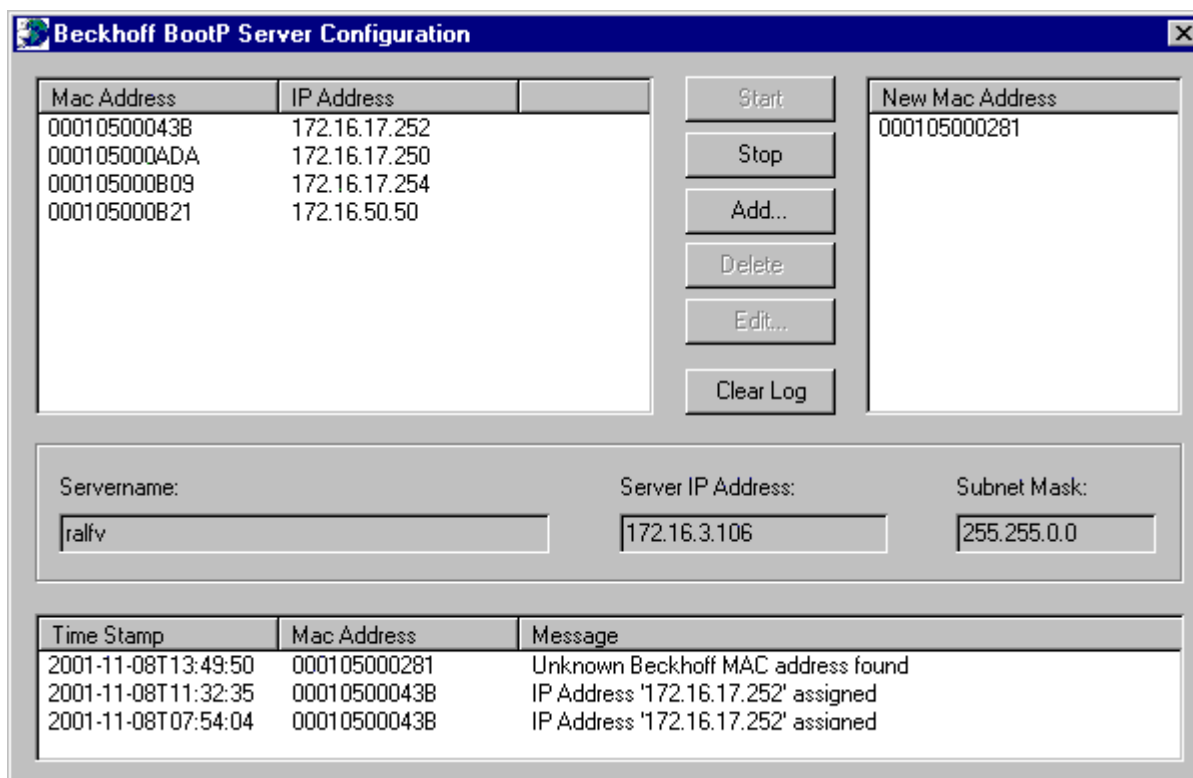 Beckhoff BootP Server Configuration
Mac Address IP Address
00010500043B 172.16.17.252
000105000ADA 172.16.17.250
000105000B09 172.16.17.254
000105000B21 172.16.50.50
Start
Stop
Add...
Delete
Edit...
Clear Log
New Mac Address
000105000281
Servername: Server IP Address: Subnet Mask:
ralfv 172.16.3.106 255.255.0.0
Time Stamp Mac Address Message
2001-11-08T13:49:50 000105000281 Unknown Beckhoff MAC address found
2001-11-08T11:32:35 00010500043B IP Address '172.16.17.252' assigned
2001-11-08T07:54:04 00010500043B IP Address '172.16.17.252' assigned